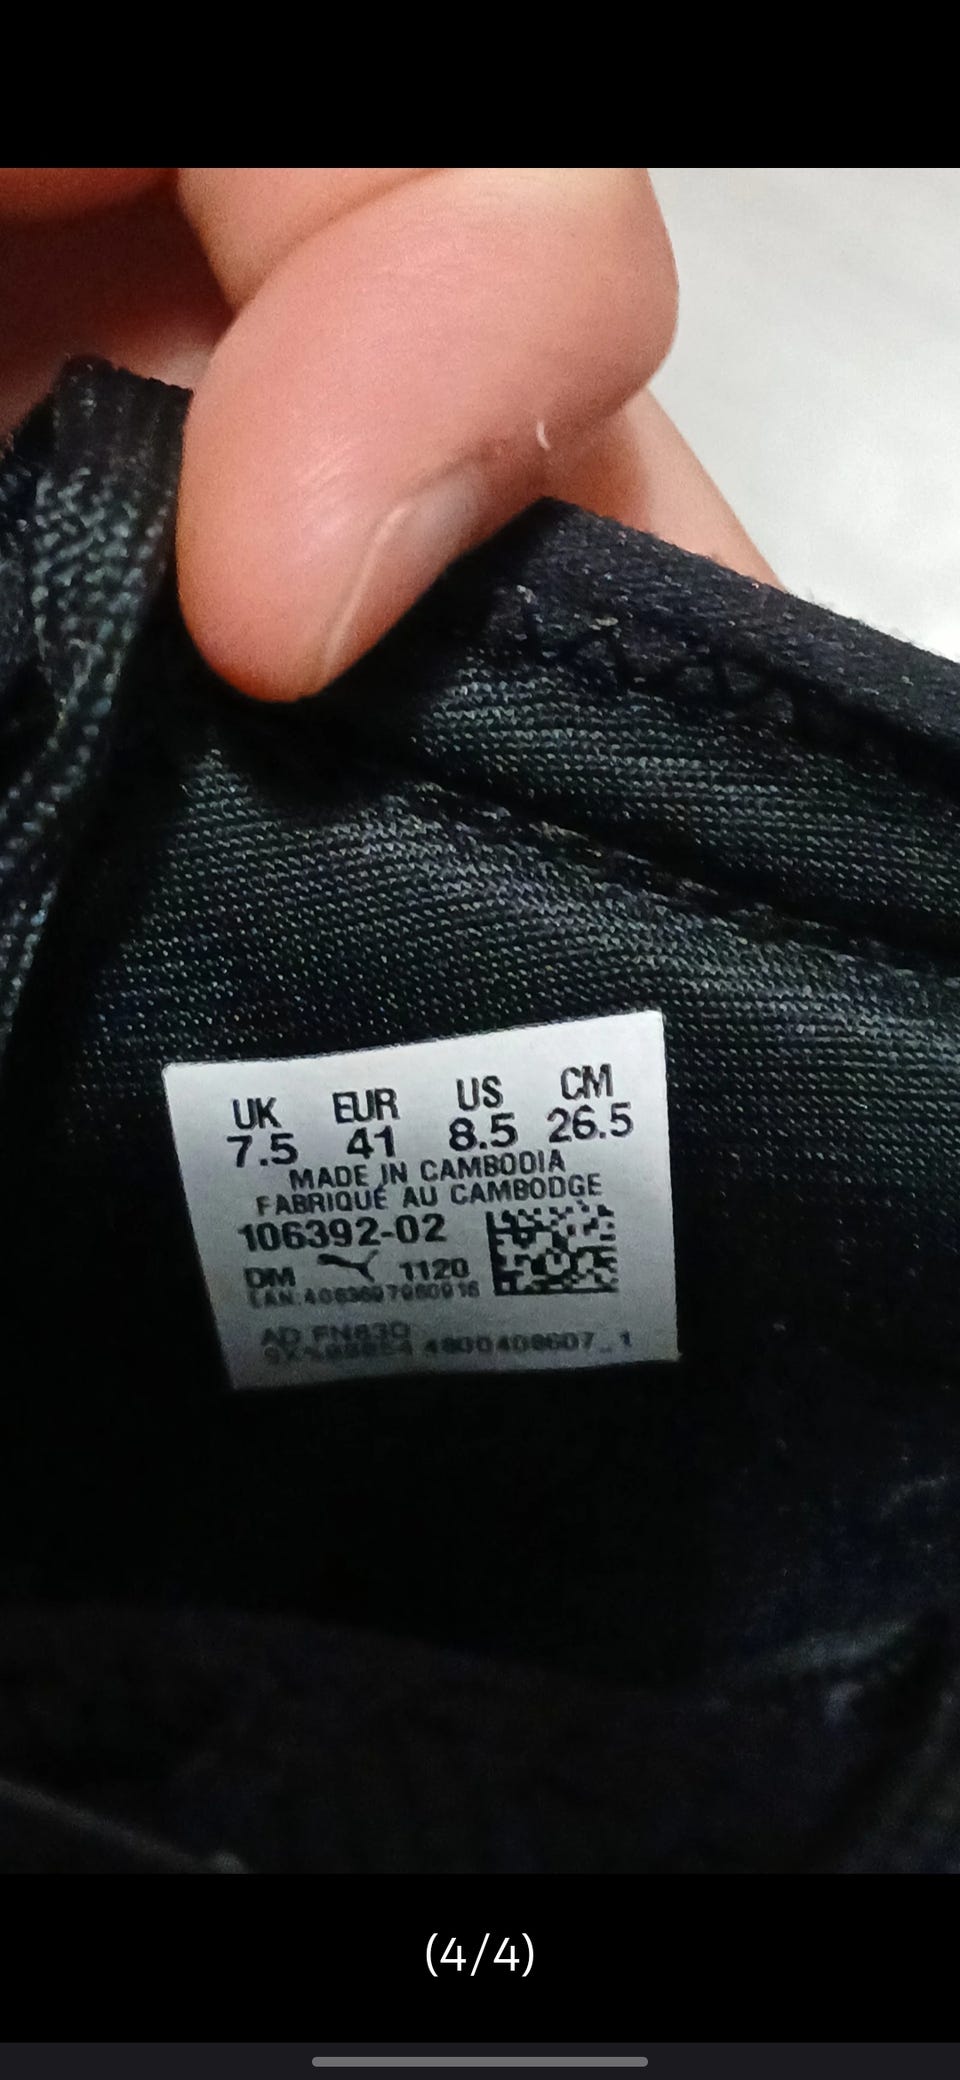 UK EUR US CM
7.5 41 8.5 26.5
MADE IN CAMBODIA
FABRIQUÉ AU CAMBODGE
106392-02
DM 1120
(4/4)